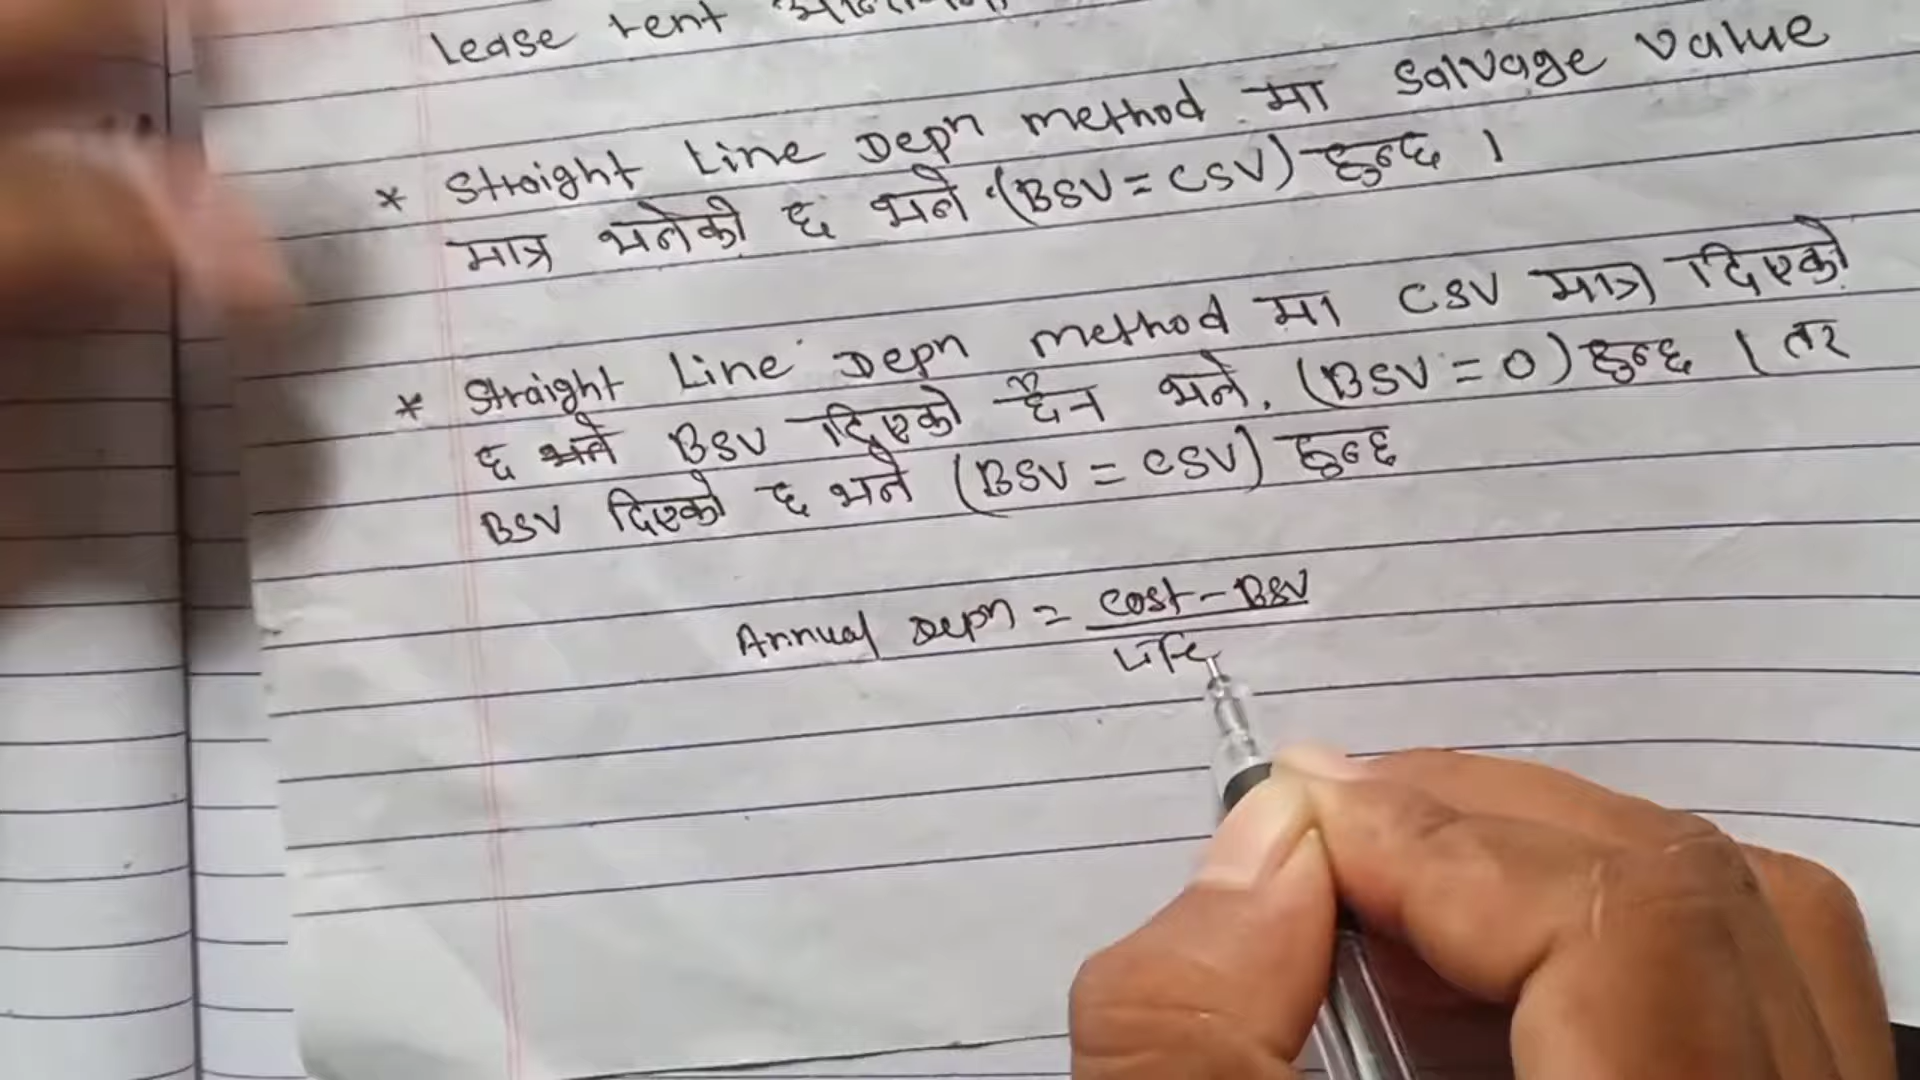 Lease rent
* Straight Line Depn method मा Salvage value
मात्र भनेको छ भने (BSV = CSV) हुन्छ ।
* Straight Line Depn method मा CSV मात्र दिएको
छ भने BSV दिएको छैन भने, (BSV = 0) हुन्छ । तर
BSV दिएको छ भने (BSV = CSV) हुन्छ
Annual Depn = Cost - BSV
Life